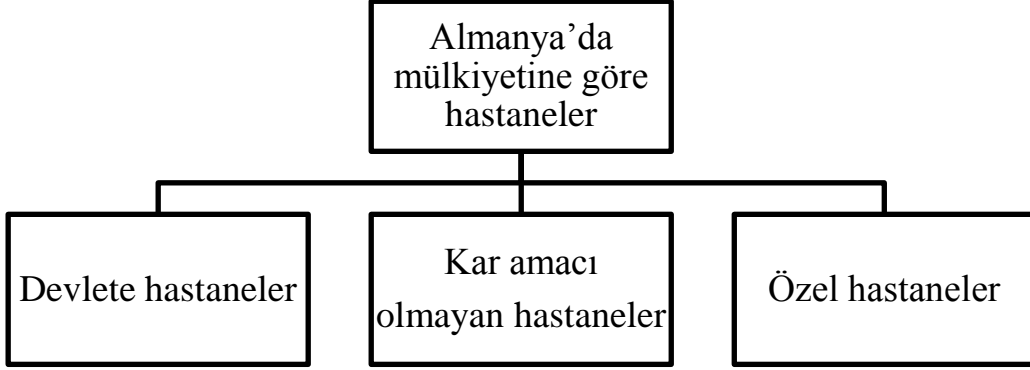 Almanya’da
mülkiyetine göre
hastaneler
Devlete hastaneler
Kar amacı
olmayan hastaneler
Özel hastaneler